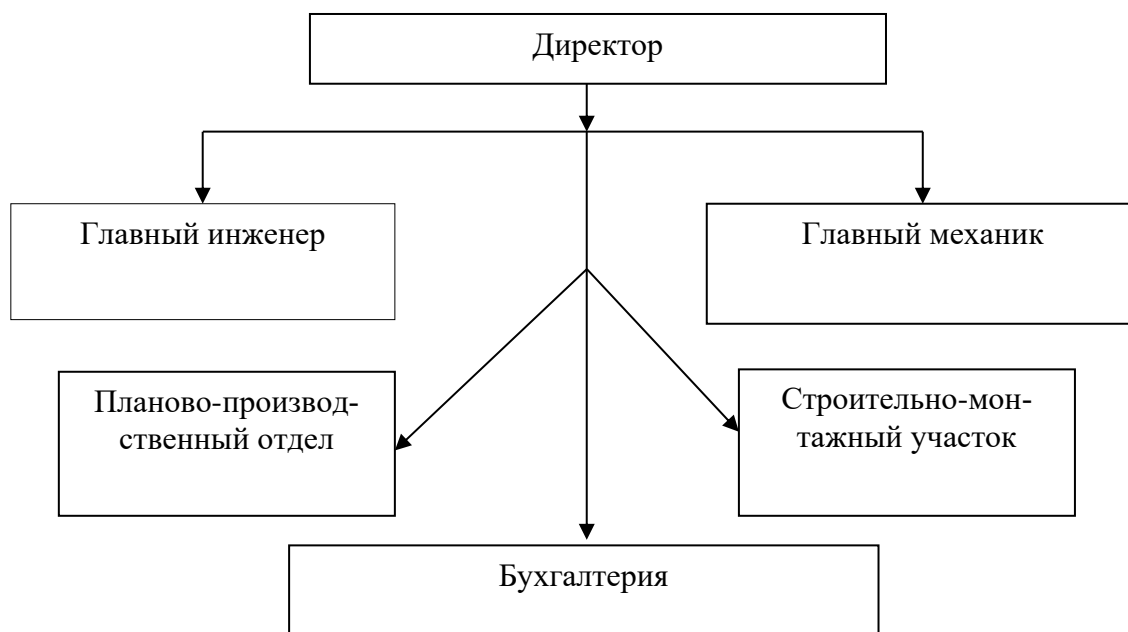 Директор
Главный инженер
Главный механик
Планово-производ-
ственный отдел
Строительно-мон-
тажный участок
Бухгалтерия